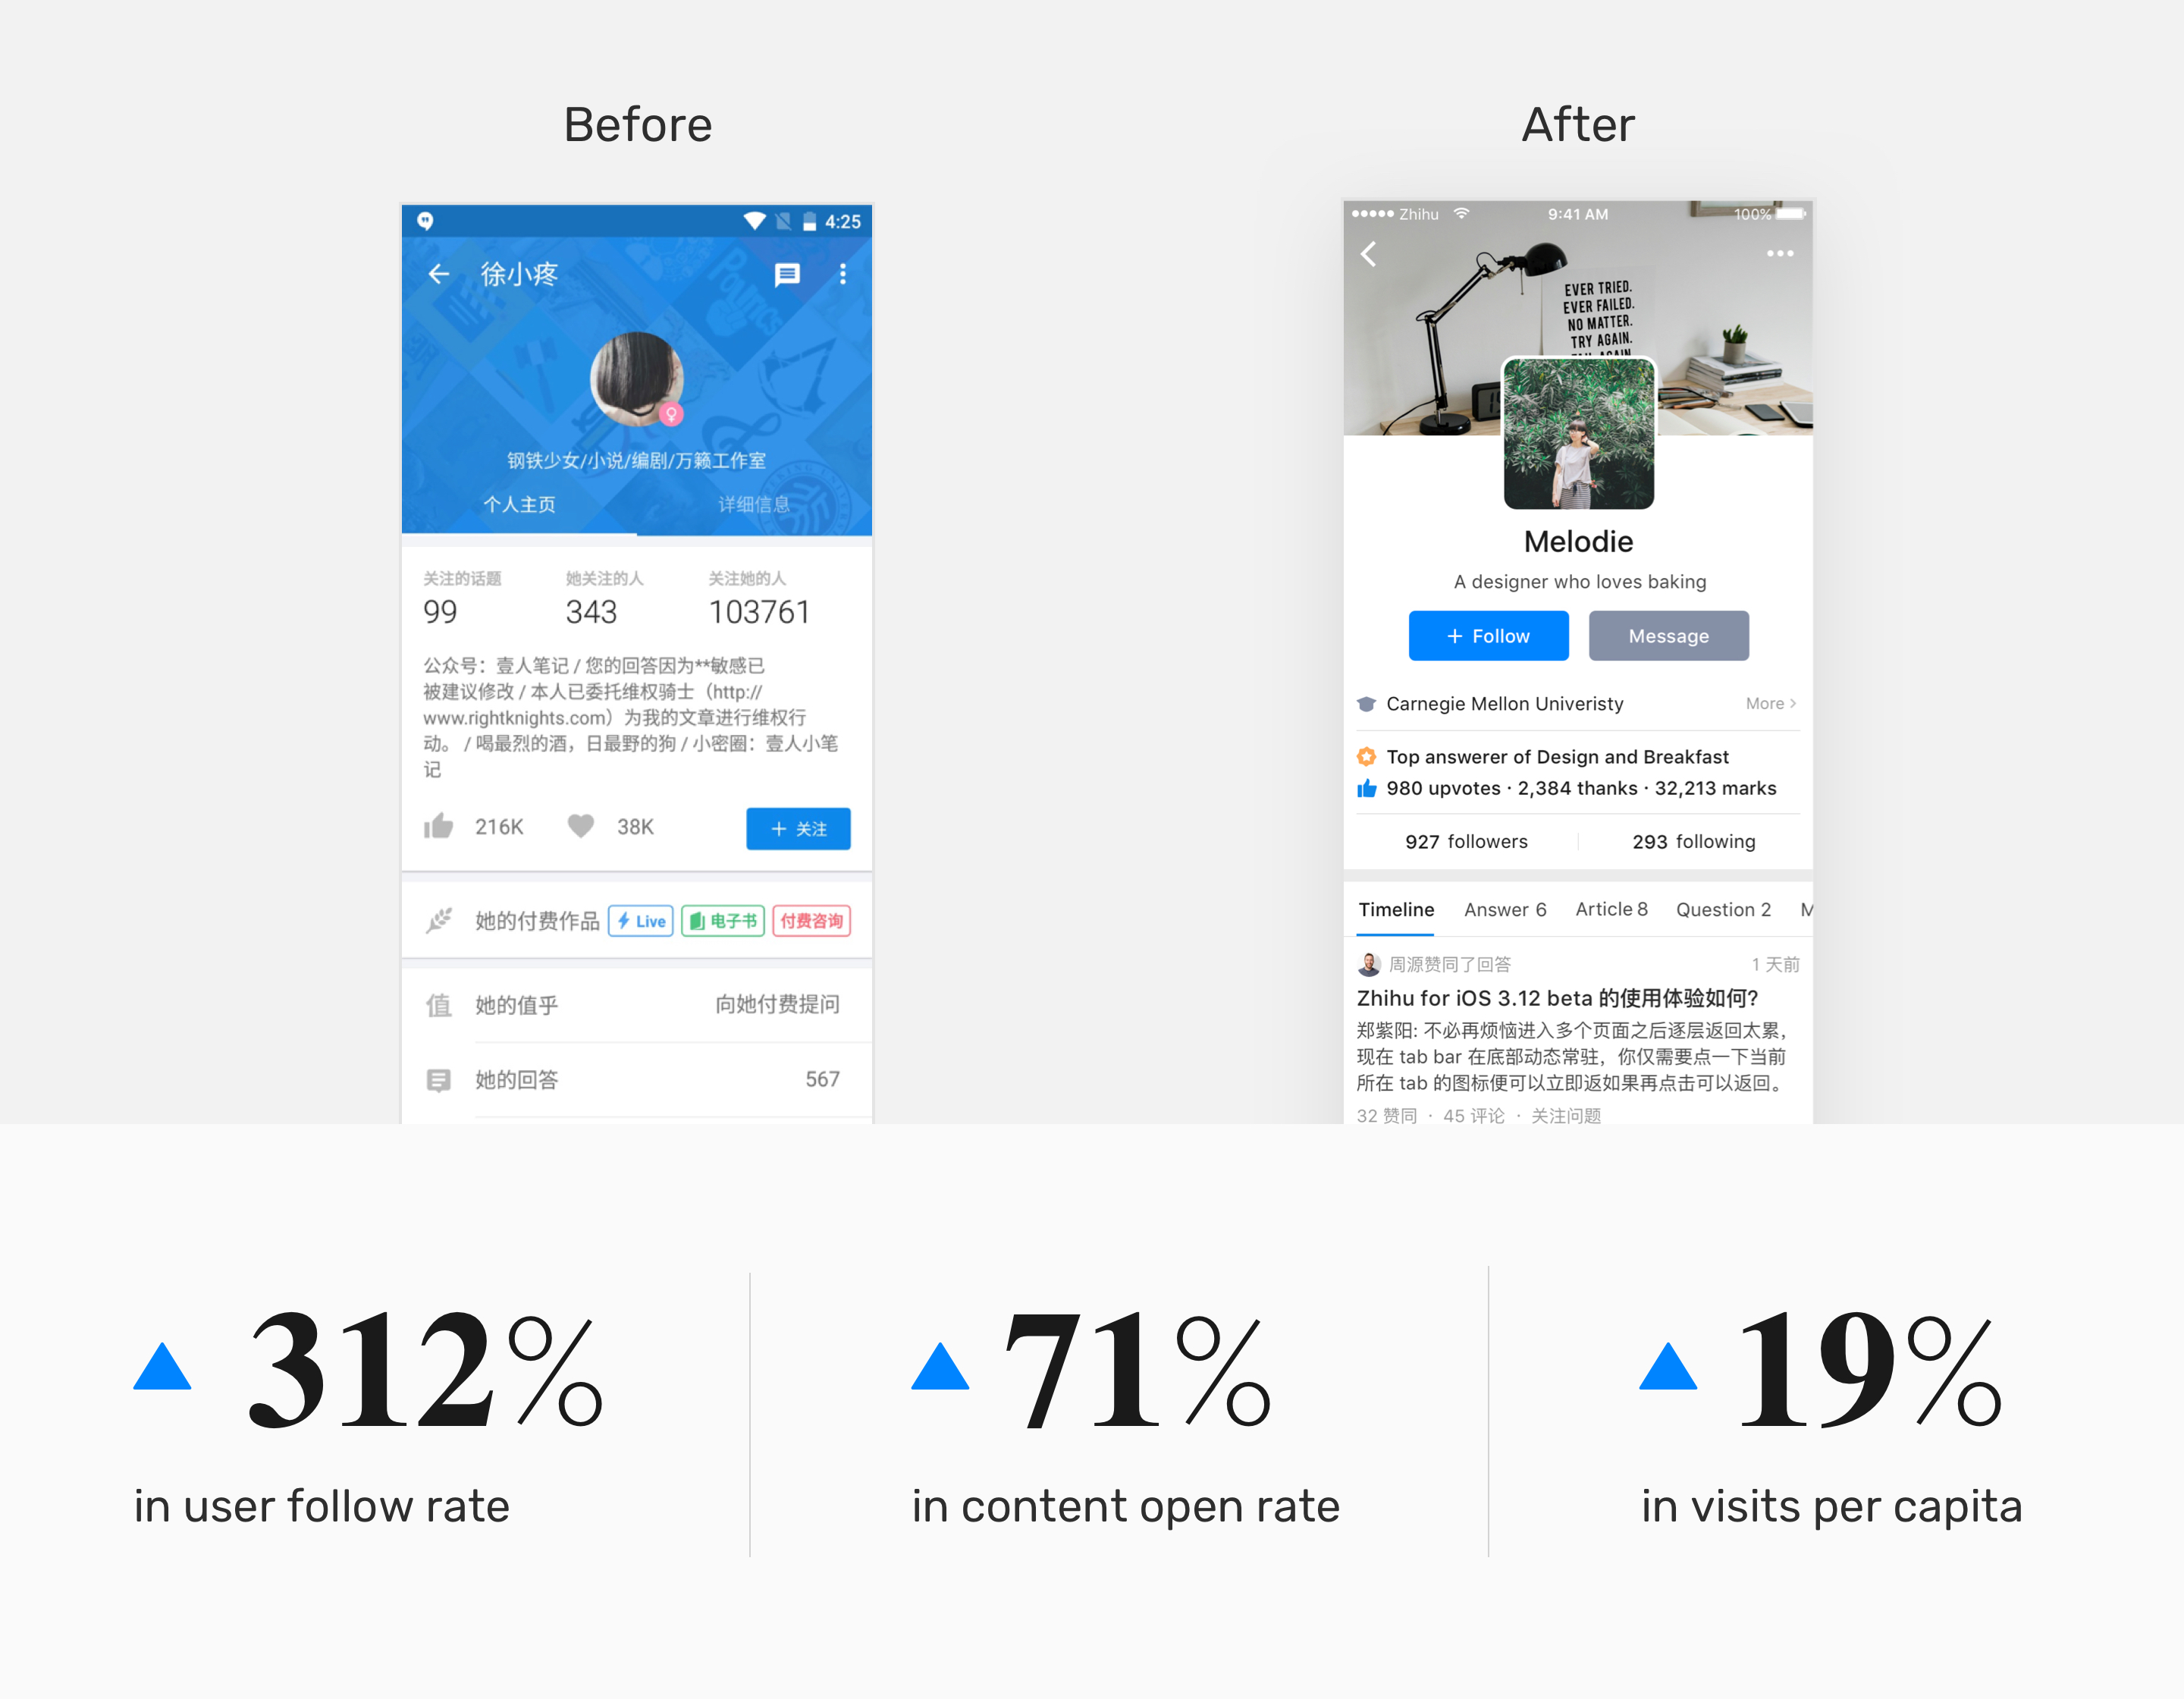 Before
After
4:25
徐小疼
Politics
钢铁少女/小说/编剧/万籁工作室
个人主页
详细信息
关注的话题
她关注的人
关注她的人
99
343
103761
公众号：壹人笔记 / 您的回答因为**敏感已
被建议修改 / 本人已委托维权骑士（http://
www.rightknights.com）为我的文章进行维权行
动。 / 喝最烈的酒，日最野的狗 / 小密圈：壹人小笔
记
216K
38K
+ 关注
她的付费作品
Live
电子书
付费咨询
值
她的值乎
向她付费提问
她的回答
567
Zhihu
9:41 AM
100%
EVER TRIED.
EVER FAILED.
NO MATTER.
TRY AGAIN.
FAIL AGAIN
Melodie
A designer who loves baking
+ Follow
Message
Carnegie Mellon Univeristy
More >
Top answerer of Design and Breakfast
980 upvotes · 2,384 thanks · 32,213 marks
927 followers
293 following
Timeline
Answer 6
Article 8
Question 2
M
周源赞同了回答
1 天前
Zhihu for iOS 3.12 beta 的使用体验如何?
郑紫阳: 不必再烦恼进入多个页面之后逐层返回太累，
现在 tab bar 在底部动态常驻，你仅需要点一下当前
所在 tab 的图标便可以立即返如果再点击可以返回。
32 赞同 · 45 评论 · 关注问题
312%
in user follow rate
71%
in content open rate
19%
in visits per capita